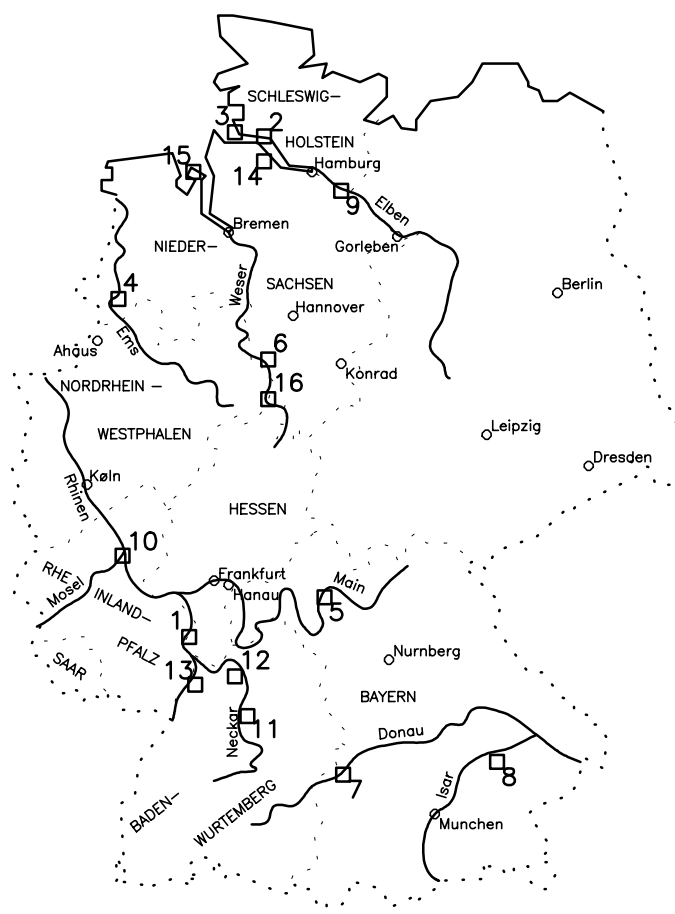 SCHLESWIG–
3
2
HOLSTEIN
15
14
Hamburg
9
Elben
Bremen
Gorleben
NIEDER–
Weser
SACHSEN
4
Berlin
Hannover
Ems
Ahaus
6
Konrad
NORDRHEIN –
16
WESTPHALEN
Leipzig
Dresden
Køln
Rhinen
HESSEN
10
RHE
Mosel
Frankfurt
Hanau
Main
INLAND–
5
1
PFALZ
Nurnberg
SAAR
13
12
BAYERN
11
Neckar
Donau
7
8
Isar
BADEN–
WURTEMBERG
Munchen